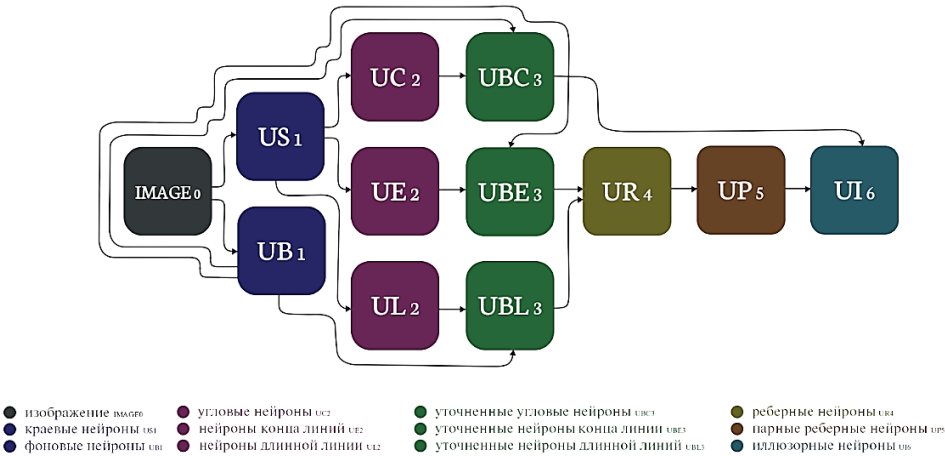 UC 2
UBC 3
US 1
IMAGE 0
UE 2
UBE 3
UR 4
UP 5
UI 6
UB 1
UL 2
UBL 3
изображение IMAGE0
угловые нейроны UC2
уточненные угловые нейроны UBC3
реберные нейроны UR4
краевые нейроны US1
нейроны конца линий UE2
уточненные нейроны конца линии UBE3
парные реберные нейроны UP5
фоновые нейроны UB1
нейроны длинной линии UL2
уточненные нейроны длинной линий UBL3
иллюзорные нейроны UI6